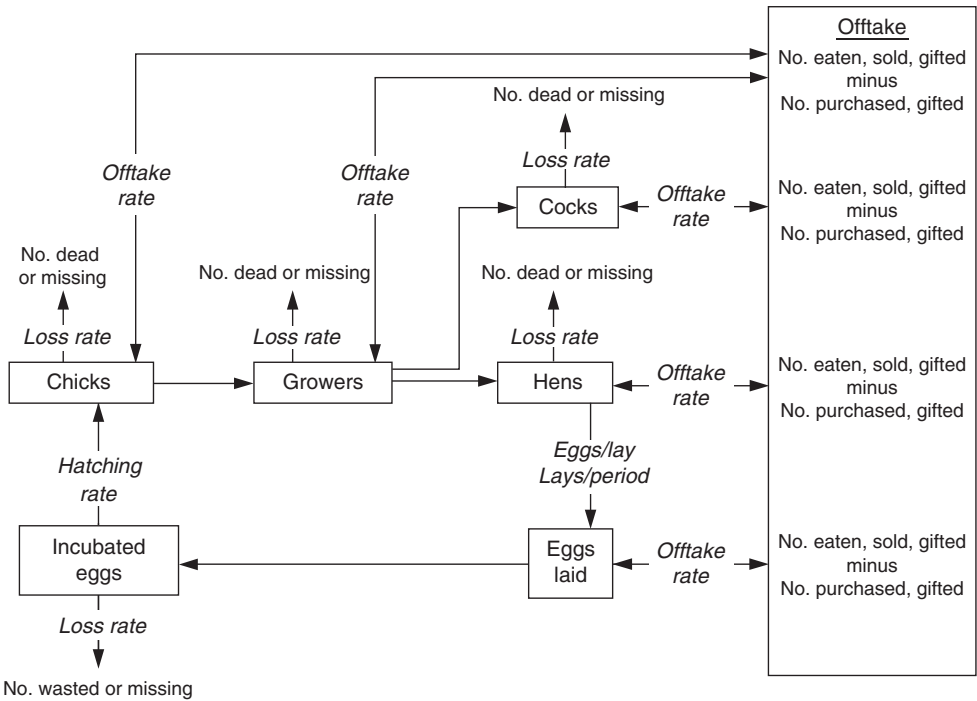 Offtake
No. eaten, sold, gifted
minus
No. purchased, gifted
No. dead or missing
Loss rate
Offtake
rate
Offtake
rate
Cocks
Offtake
rate
No. eaten, sold, gifted
minus
No. purchased, gifted
No. dead
or missing
No. dead or missing
No. dead or missing
Loss rate
Loss rate
Loss rate
Chicks
Growers
Hens
Offtake
rate
No. eaten, sold, gifted
minus
No. purchased, gifted
Eggs/lay
Lays/period
Hatching
rate
Incubated
eggs
Eggs
laid
Offtake
rate
No. eaten, sold, gifted
minus
No. purchased, gifted
Loss rate
No. wasted or missing